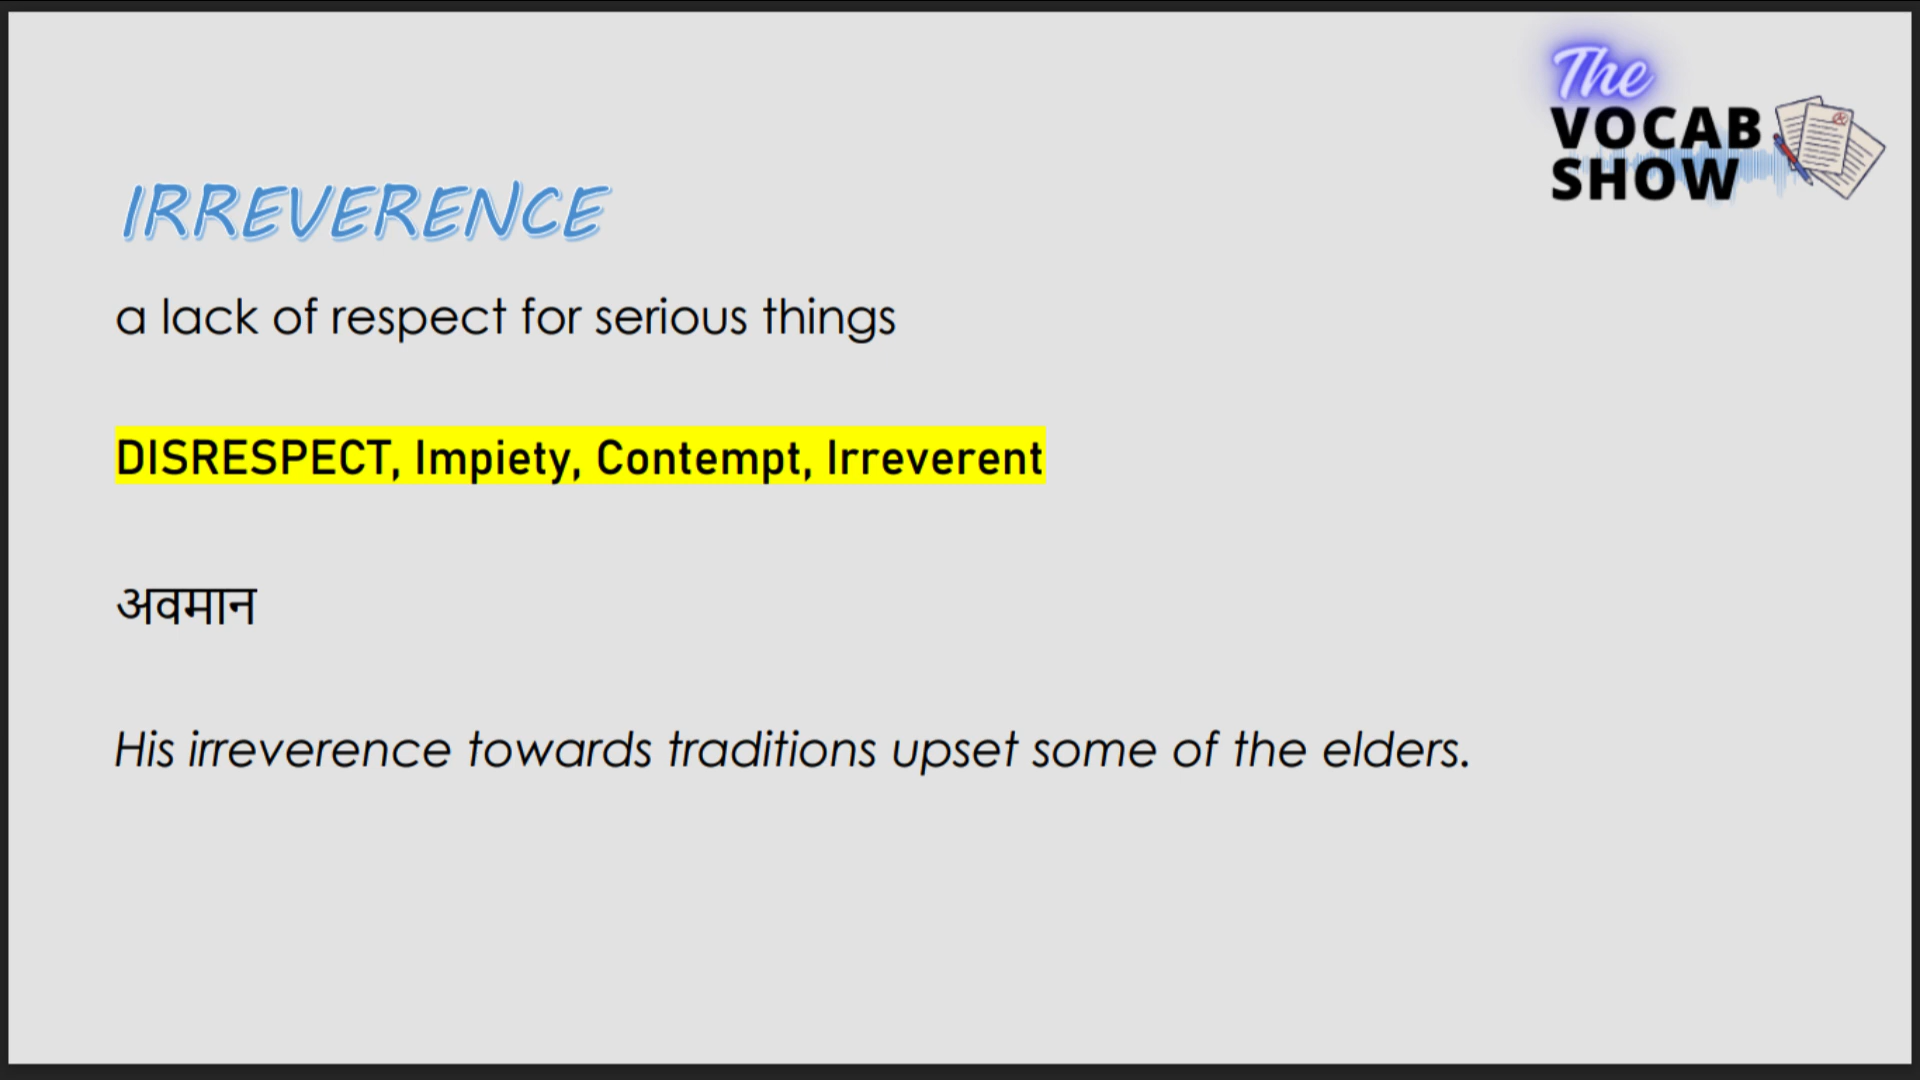 The
VOCAB
SHOW
IRREVERENCE
a lack of respect for serious things
DISRESPECT, Impiety, Contempt, Irreverent
अवमान
His irreverence towards traditions upset some of the elders.